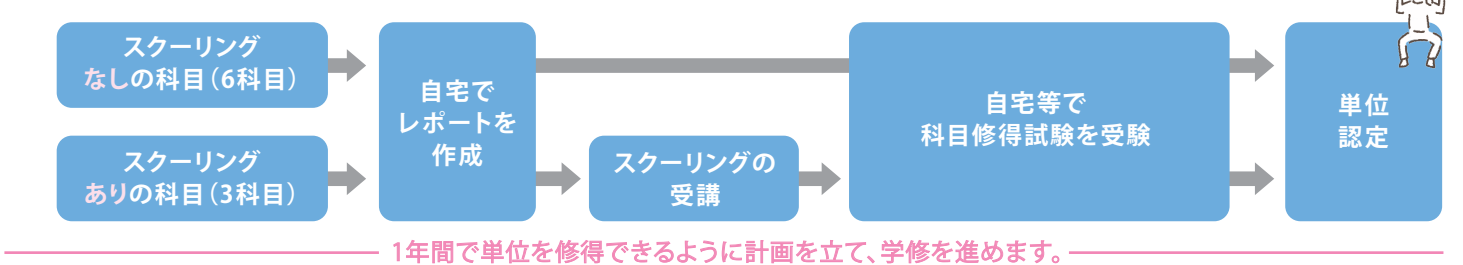 スクーリング
なしの科目（6科目）
スクーリング
ありの科目（3科目）
自宅で
レポートを
作成
スクーリングの
受講
自宅等で
科目修得試験を受験
単位
認定
1年間で単位を修得できるように計画を立て、学修を進めます。